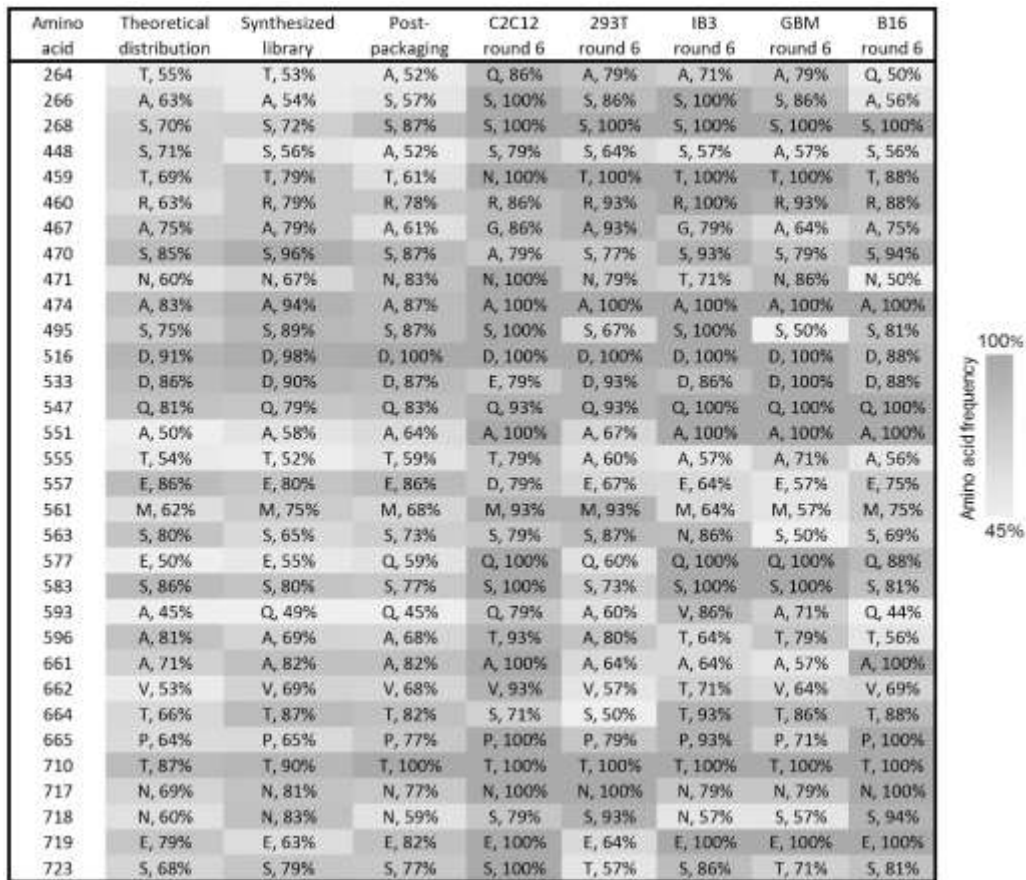 Amino Theoretical Synthesized Post- C2C12 293T IB3 GBM B16
acid distribution library packaging round 6 round 6 round 6 round 6 round 6
264 T, 55% T, 53% A, 52% Q, 86% A, 79% A, 71% A, 79% Q, 50%
266 A, 63% A, 54% S, 57% S, 100% S, 86% S, 100% S, 86% A, 56%
268 S, 70% S, 72% S, 87% S, 100% S, 100% S, 100% S, 100% S, 100%
448 S, 71% S, 56% A, 52% S, 79% S, 64% S, 57% A, 57% S, 56%
459 T, 69% T, 79% T, 61% N, 100% T, 100% T, 100% T, 100% T, 88%
460 R, 63% R, 79% R, 78% R, 86% R, 93% R, 100% R, 93% R, 88%
467 A, 75% A, 79% A, 61% G, 86% A, 93% G, 79% A, 64% A, 75%
470 S, 85% S, 96% S, 87% A, 79% S, 77% S, 93% S, 79% S, 94%
471 N, 60% N, 67% N, 83% N, 100% N, 79% T, 71% N, 86% N, 50%
474 A, 83% A, 94% A, 87% A, 100% A, 100% A, 100% A, 100% A, 100%
495 S, 75% S, 89% S, 87% S, 100% S, 67% S, 100% S, 50% S, 81%
516 D, 91% D, 98% D, 100% D, 100% D, 100% D, 100% D, 100% D, 88%
533 D, 86% D, 90% D, 87% E, 79% D, 93% D, 86% D, 100% D, 88%
547 Q, 81% Q, 79% Q, 83% Q, 93% Q, 93% Q, 100% Q, 100% Q, 100%
551 A, 50% A, 58% A, 64% A, 100% A, 67% A, 100% A, 100% A, 100%
555 T, 54% T, 52% T, 59% T, 79% A, 60% A, 57% A, 71% A, 56%
557 E, 86% E, 80% E, 86% D, 79% E, 67% E, 64% E, 57% E, 75%
561 M, 62% M, 75% M, 68% M, 93% M, 93% M, 64% M, 57% M, 75%
563 S, 80% S, 65% S, 73% S, 79% S, 87% N, 86% S, 50% S, 69%
577 E, 50% E, 55% Q, 59% Q, 100% Q, 60% Q, 100% Q, 100% Q, 88%
583 S, 86% S, 80% S, 77% S, 100% S, 73% S, 100% S, 100% S, 81%
593 A, 45% Q, 49% Q, 45% Q, 79% A, 60% V, 86% A, 71% Q, 44%
596 A, 81% A, 69% A, 68% T, 93% A, 80% T, 64% T, 79% T, 56%
661 A, 71% A, 82% A, 82% A, 100% A, 64% A, 64% A, 57% A, 100%
662 V, 53% V, 69% V, 68% V, 93% V, 57% T, 71% V, 64% V, 69%
664 T, 66% T, 87% T, 82% S, 71% S, 50% T, 93% T, 86% T, 88%
665 P, 64% P, 65% P, 77% P, 100% P, 79% P, 93% P, 71% P, 100%
710 T, 87% T, 90% T, 100% T, 100% T, 100% T, 100% T, 100% T, 100%
717 N, 69% N, 81% N, 77% N, 100% N, 100% N, 79% N, 79% N, 100%
718 N, 60% N, 83% N, 59% S, 79% S, 93% N, 57% S, 57% S, 94%
719 E, 79% E, 63% E, 82% E, 100% E, 64% E, 100% E, 100% E, 100%
723 S, 68% S, 79% S, 77% S, 100% T, 57% S, 86% T, 71% S, 81%
100%
Amino acid frequency
45%